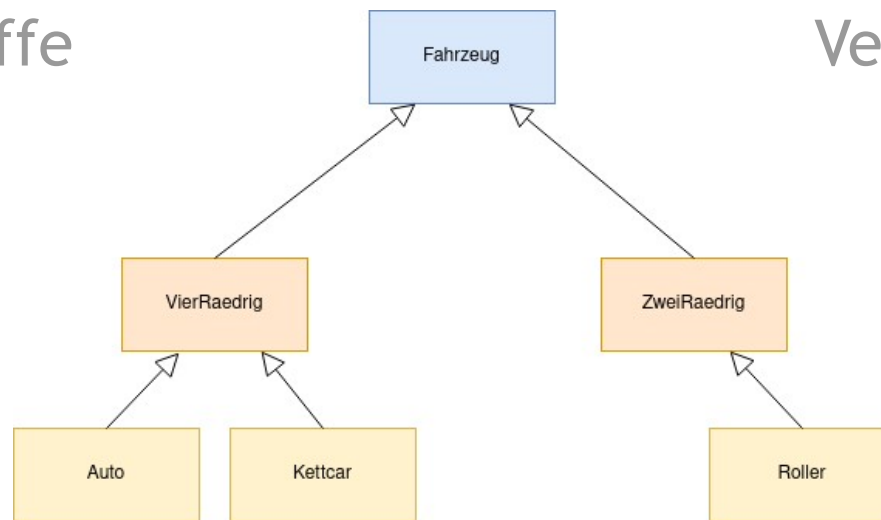 ffe
Ve
Fahrzeug
VierRaedrig
ZweiRaedrig
Auto
Kettcar
Roller